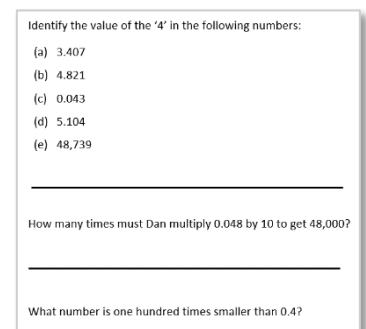 Identify the value of the ‘4’ in the following numbers:
(a) 3.407
(b) 4.821
(c) 0.043
(d) 5.104
(e) 48,739
How many times must Dan multiply 0.048 by 10 to get 48,000?
What number is one hundred times smaller than 0.4?